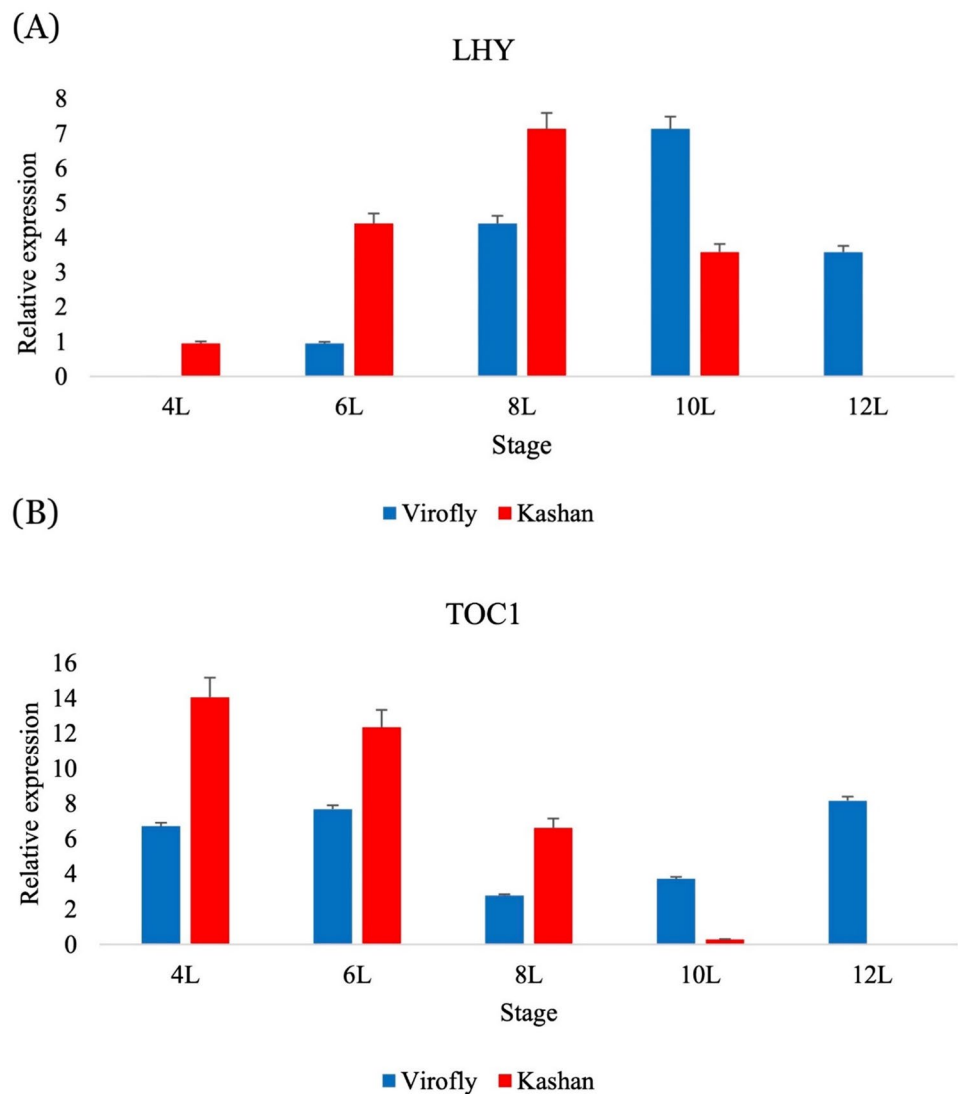 (A)
LHY
8
7
6
5
4
3
2
1
0
Relative expression
4L 6L 8L 10L 12L
Stage
Virofly Kashan
(B)
TOC1
16
14
12
10
8
6
4
2
0
Relative expression
4L 6L 8L 10L 12L
Stage
Virofly Kashan